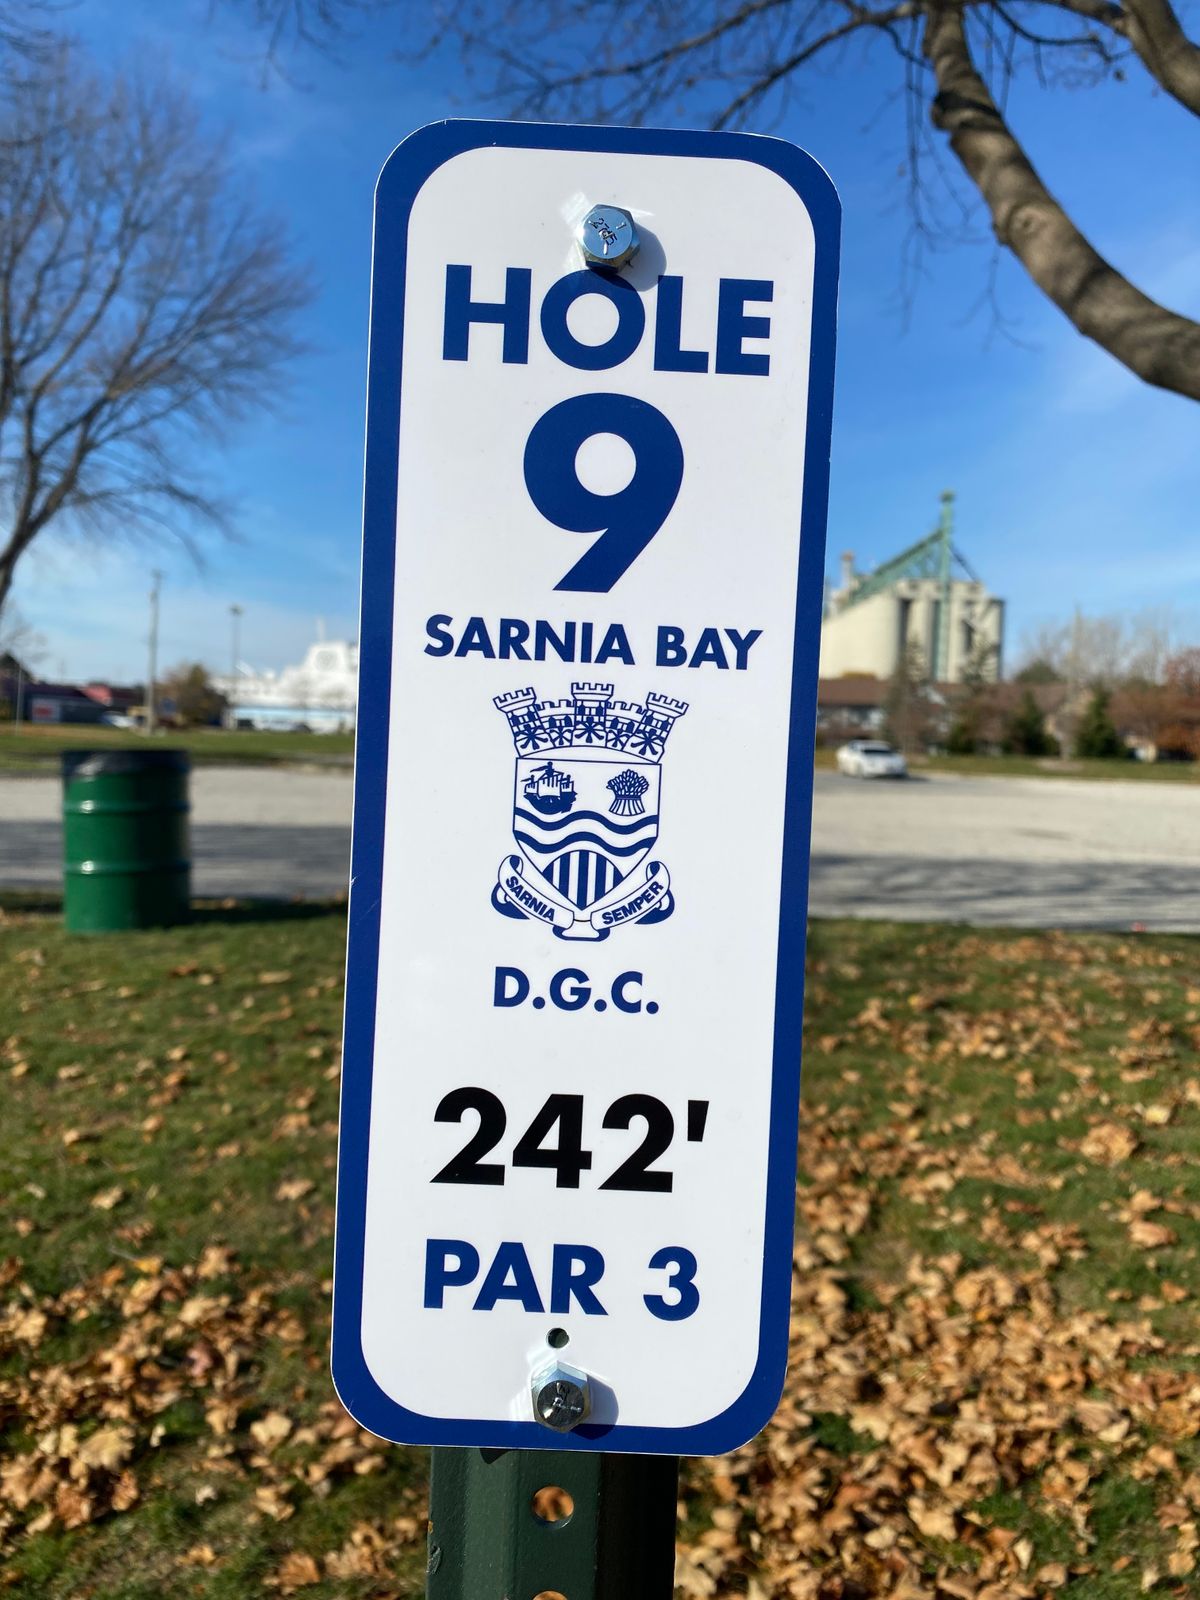 HOLE
9
SARNIA BAY
SARNIA SEMPER
D.G.C.
242'
PAR 3